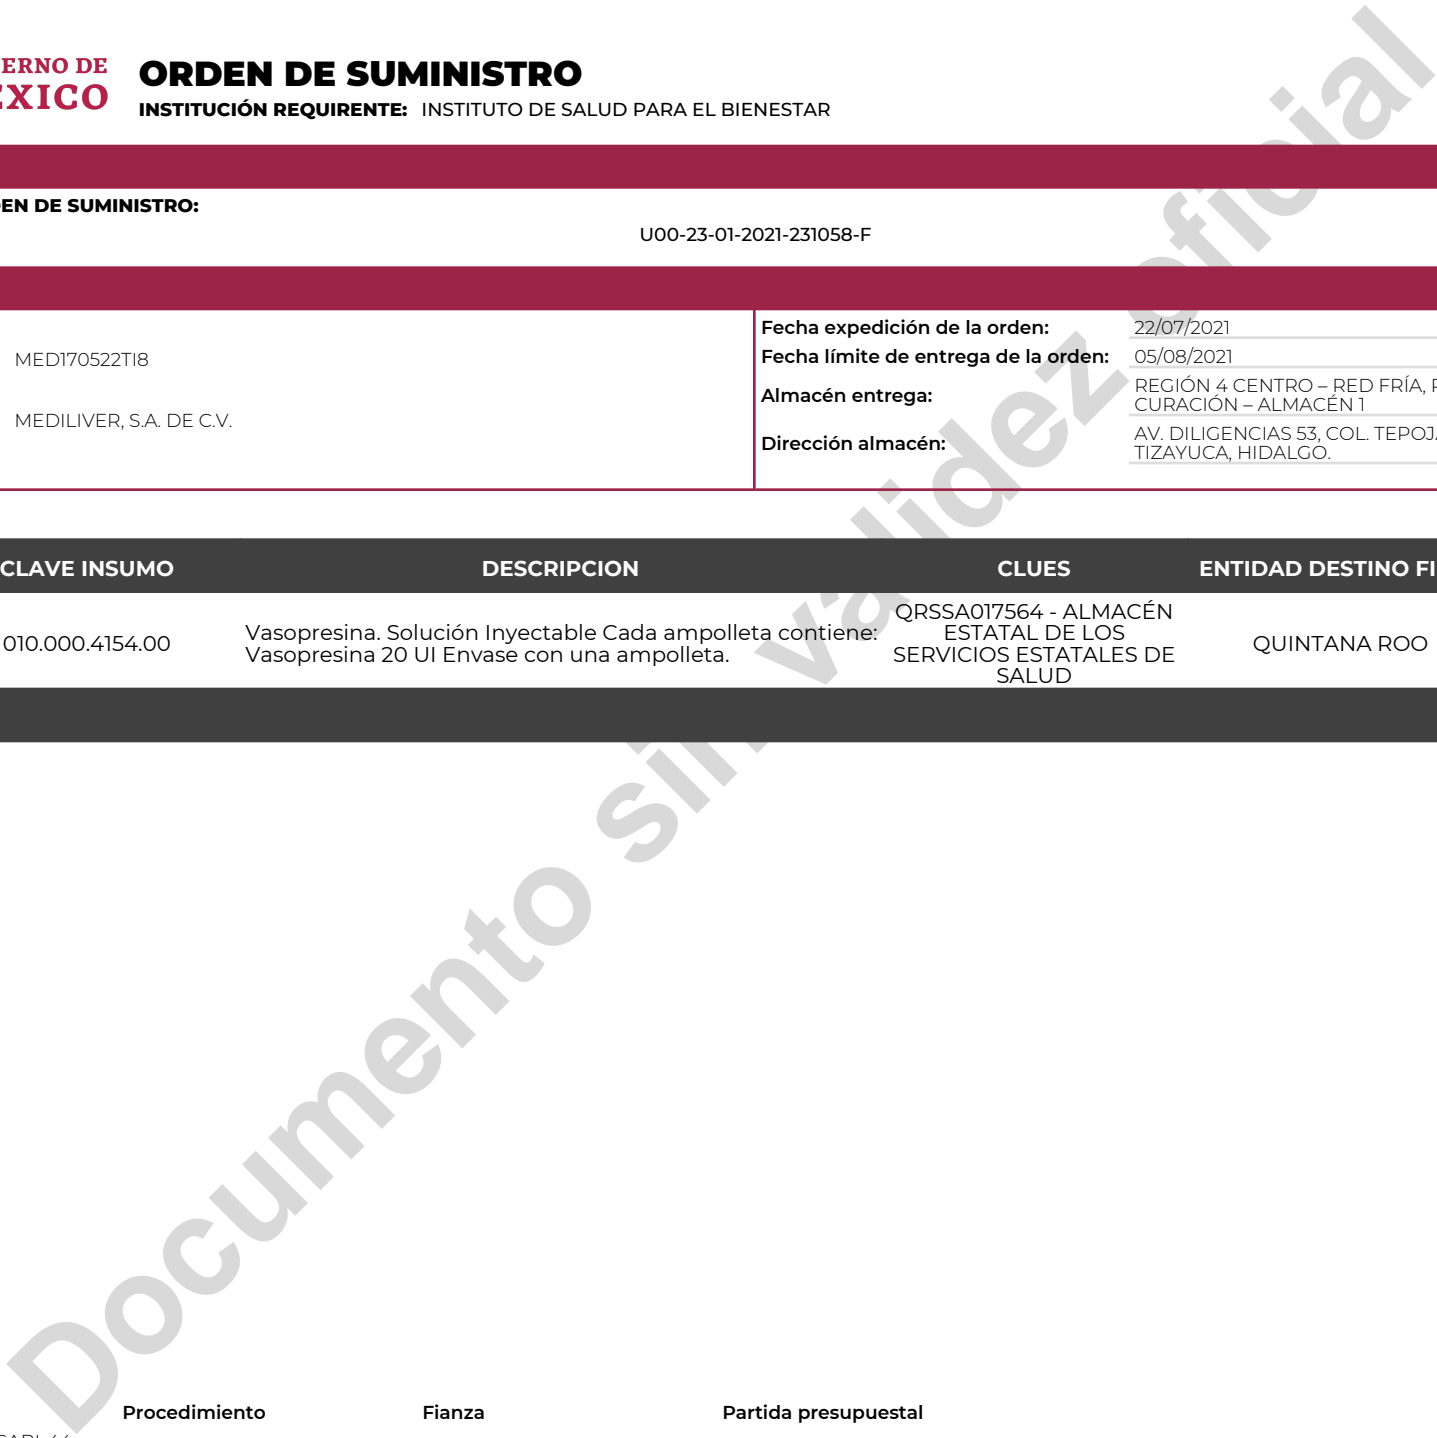 ERNO DE
EXICO
ORDEN DE SUMINISTRO
INSTITUCIÓN REQUIRENTE: INSTITUTO DE SALUD PARA EL BIENESTAR
EN DE SUMINISTRO:
U00-23-01-2021-231058-F
MED170522TI8
MEDILIVER, S.A. DE C.V.
Fecha expedición de la orden: 22/07/2021
Fecha límite de entrega de la orden: 05/08/2021
Almacén entrega: REGIÓN 4 CENTRO – RED FRÍA,
CURACIÓN – ALMACÉN 1
Dirección almacén: AV. DILIGENCIAS 53, COL. TEPOJ
TIZAYUCA, HIDALGO.
CLAVE INSUMO DESCRIPCION CLUES ENTIDAD DESTINO FI
010.000.4154.00
Vasopresina. Solución Inyectable Cada ampolleta contiene:
Vasopresina 20 UI Envase con una ampolleta.
QRSSA017564 - ALMACÉN
ESTATAL DE LOS
SERVICIOS ESTATALES DE
SALUD
QUINTANA ROO
Documento sin validez oficial
Procedimiento Fianza Partida presupuestal